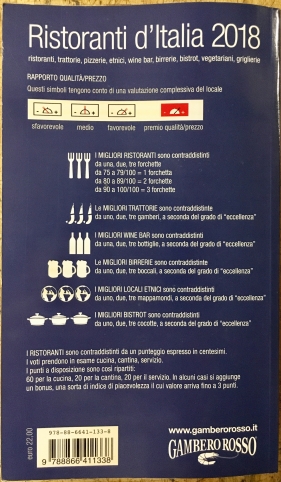 Ristoranti d'Italia 2018
ristoranti, trattorie, pizzerie, etnici, wine bar, birrerie, bistrot, vegetariani, griglierie
RAPPORTO QUALITÀ/PREZZO
Questi simboli tengono conto di una valutazione complessiva del locale
sfavorevole medio favorevole premio qualità/prezzo
I MIGLIORI RISTORANTI sono contraddistinti
da una, due, tre forchette
da 75 a 79/100 = 1 forchetta
da 80 a 89/100 = 2 forchette
da 90 a 100/100 = 3 forchette
Le MIGLIORI TRATTORIE sono contraddistinte
da uno, due, tre gamberi, a seconda del grado di "eccellenza"
I MIGLIORI WINE BAR sono contraddistinti
da una, due, tre bottiglie, a seconda del grado di "eccellenza"
Le MIGLIORI BIRRERIE sono contraddistinte
da uno, due, tre boccali, a seconda del grado di "eccellenza"
I MIGLIORI LOCALI ETNICI sono contraddistinti
da uno, due, tre mappamondi, a seconda del grado di "eccellenza"
I MIGLIORI BISTROT sono contraddistinti
da una, due, tre cocotte, a seconda del grado di "eccellenza"
I RISTORANTI sono contraddistinti da un punteggio espresso in centesimi.
I voti prendono in esame cucina, cantina, servizio.
I punti a disposizione sono così ripartiti:
60 per la cucina, 20 per la cantina, 20 per il servizio. In alcuni casi si aggiunge
un bonus, una sorta di indice di piacevolezza il cui valore arriva fino a 3 punti.
euro 22,00
978-88-6641-133-8
9788866411338
www.gamberorosso.it
GAMBERO ROSSO